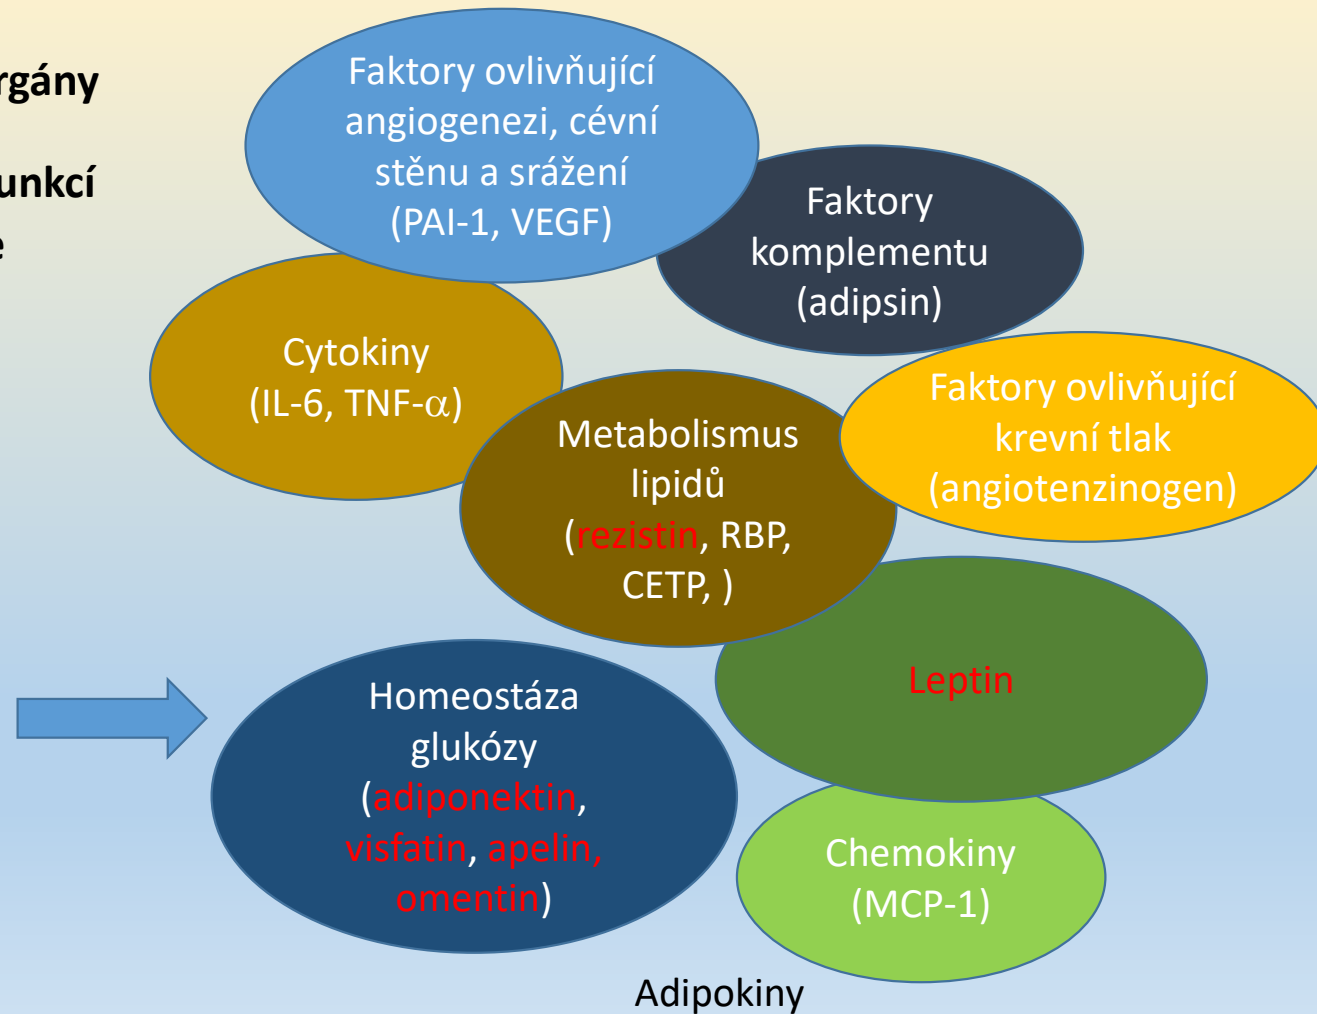 rgány
unkcí
e
Faktory ovlivňující
angiogenezi, cévní
stěnu a srážení
(PAI-1, VEGF)
Faktory
komplementu
(adipsin)
Cytokiny
(IL-6, TNF-α)
Faktory ovlivňující
krevní tlak
(angiotenzinogen)
Metabolismus
lipidů
(rezistin, RBP,
CETP, )
Leptin
Homeostáza
glukózy
(adiponektin,
visfatin, apelin,
omentin)
Chemokiny
(MCP-1)
Adipokiny